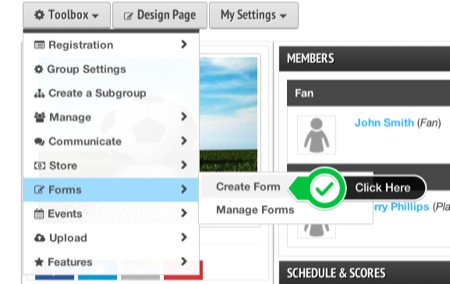 Toolbox
Design Page
My Settings
Registration
Group Settings
Create a Subgroup
Manage
Communicate
Store
Forms
Events
Upload
Features
Create Form
Manage Forms
Click Here
MEMBERS
Fan
John Smith (Fan)
Phillips (Pla
SCHEDULE & SCORES